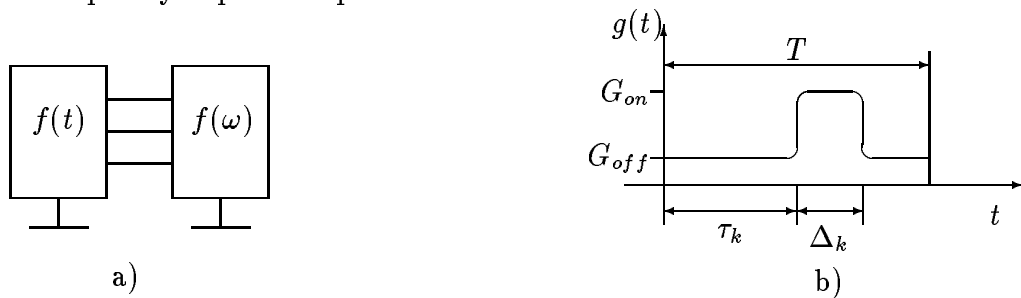 g(t)
T
f(t) f(ω)
G_on
G_off
τ_k Δ_k t
a) b)